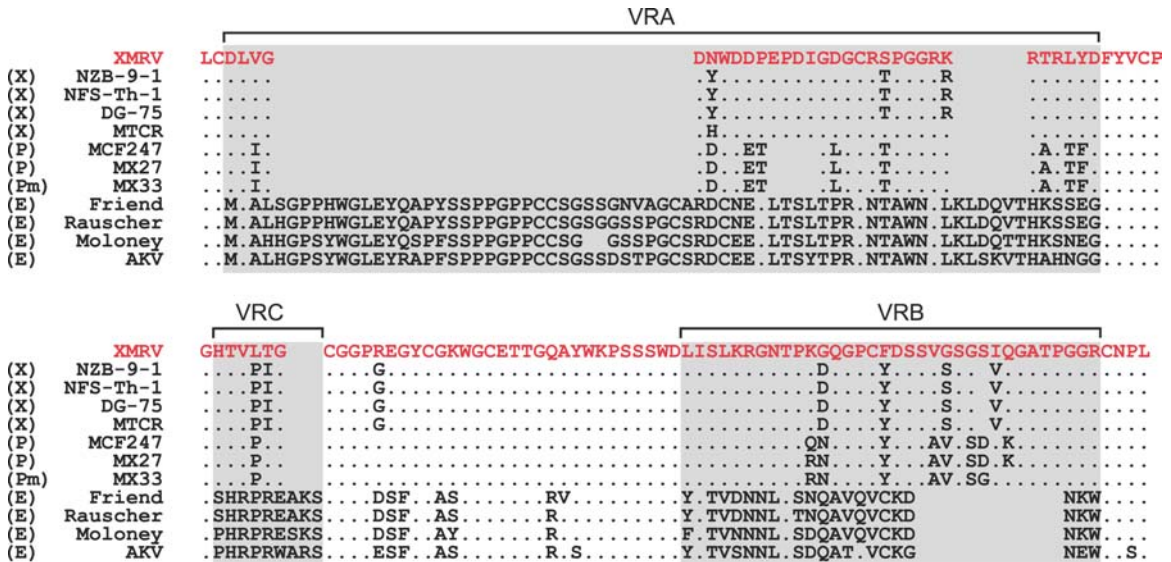 VRA
XMRV LCDLVG DNWDDPEPDIGDGCRSPGGRK RTRLYDFYVCP
(X) NZB-9-1 ...... .Y.............T....R ...........
(X) NFS-Th-1 ...... .Y.............T....R ...........
(X) DG-75 ...... .Y.............T....R ...........
(X) MTCR ...... .H................... ...........
(P) MCF247 ....I. .D..ET .L...T..... .A.TF......
(P) MX27 ....I. .D..ET .L...T..... .A.TF......
(Pm) MX33 ....I. .D..ET .L...T..... .A.TF......
(E) Friend ..M.ALSGPPHWGLEYQAPYSSPPGPPCCSGSSGNVAGCARDCNE.LTSLTPR.NTAWN.LKLDQVTHKSSEG.....
(E) Rauscher ..M.ALHGPPHWGLEYQAPYSSPPGPPCCSGSGGSSPGCSRDCNE.LTSLTPR.NTAWN.LKLDQVTHKSSEG.....
(E) Moloney ..M.AHHGPSYWGLEYQSPFSSPPGPPCCSG GSSPGCSRDCEE.LTSLTPR.NTAWN.LKLDQTTHKSNEG.....
(E) AKV ..M.ALHGPSYWGLEYRAPFSPPPGPPCCSGSSDSTPGCSRDCEE.LTSYTPR.NTAWN.LKLSKVTHAHNGG.....
VRC VRB
XMRV GHTVLTG CGGPREGYCGKWGCETTGQAYWKPSSSWDLISLKRGNTPKGQGPCFDSSVGSGSIQGATPGGRCNPL
(X) NZB-9-1 ....PI. ....G...................................D....Y....S...V............
(X) NFS-Th-1 ....PI. ....G...................................D....Y....S...V............
(X) DG-75 ....PI. ....G...................................D....Y....S...V............
(X) MTCR ....PI. ....G...................................D....Y....S...V............
(P) MCF247 ....P.. .......................................QN....Y...AV.SD.K...........
(P) MX27 ....P.. .......................................RN....Y...AV.SD.K...........
(Pm) MX33 ....P.. .......................................RN....Y...AV.SG.............
(E) Friend .SHRPREAKS....DSF..AS.......RV.........Y.TVDNNL.SNQAVQVCKD NKW....
(E) Rauscher .SHRPREAKS....DSF..AS.......R..........Y.TVDNNL.TNQAVQVCKD NKW....
(E) Moloney .PHRPRESKS....DSF..AY.......R..........F.TVNNNL.SDQAVQVCKD NKW....
(E) AKV .PHRPRWARS....ESF..AS.......R.S........Y.TVSNNL.SDQAT.VCKG NEW..S.